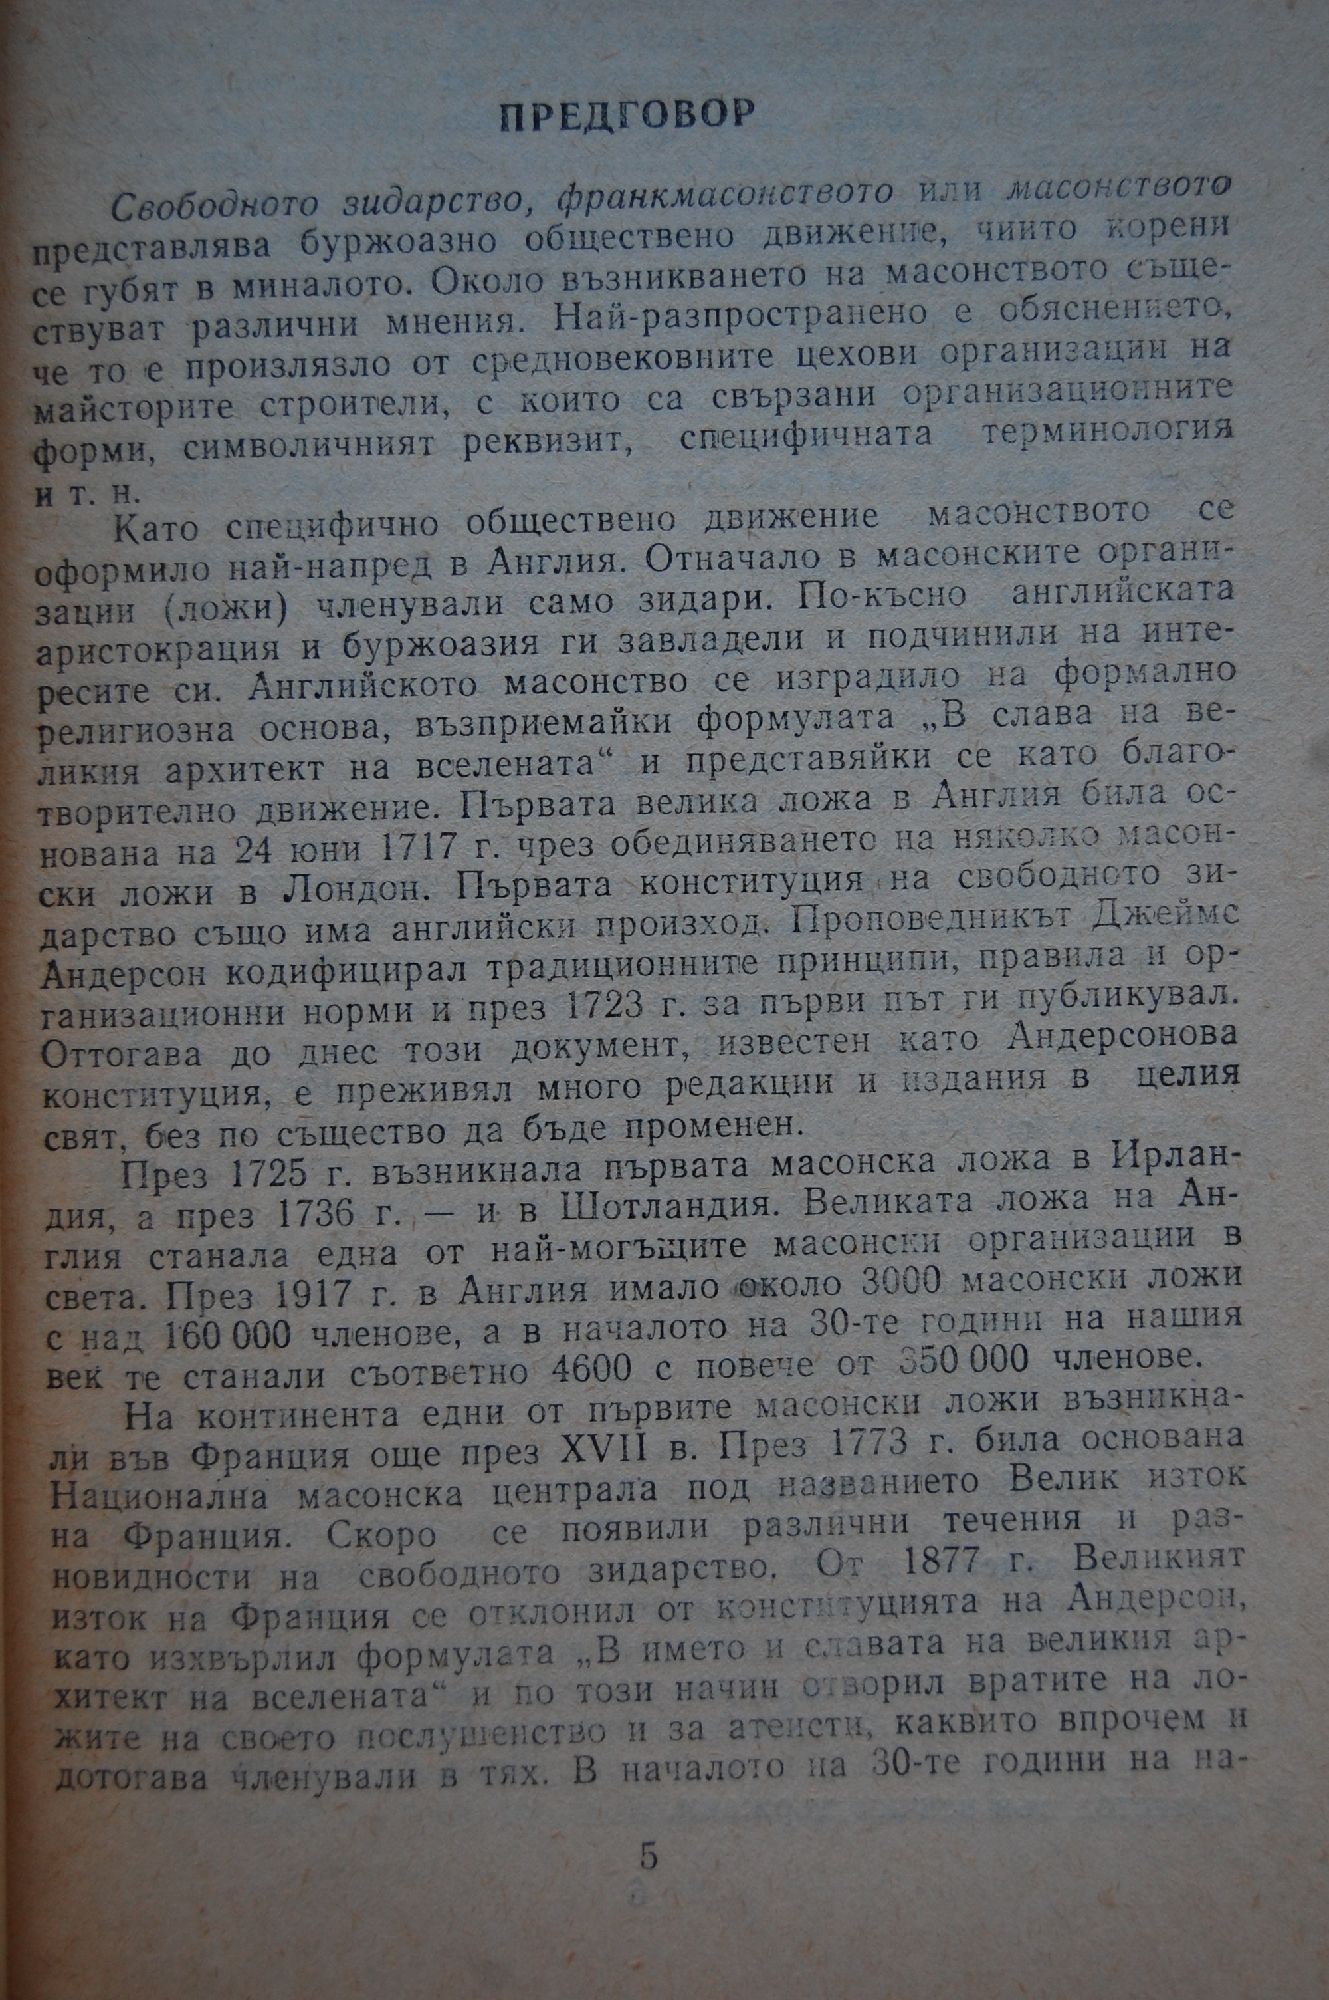 ПРЕДГОВОР
Свободното зидарство, франкмасонството или масонството
представлява буржоазно обществено движение, чиито корени
се губят в миналото. Около възникването на масонството съще-
ствуват различни мнения. Най-разпространено е обяснението,
че то е произлязло от средновековните цехови организации на
майсторите строители, с които са свързани организационните
форми, символичният реквизит, специфичната терминология
и т. н.
Като специфично обществено движение масонството се
оформило най-напред в Англия. Отначало в масонските органи-
зации (ложи) членували само зидари. По-късно английската
аристокрация и буржоазия ги завладели и подчинили на инте-
ресите си. Английското масонство се изградило на формално
религиозна основа, възприемайки формулата „В слава на ве-
ликия архитект на вселената“ и представяйки се като благо-
творително движение. Първата велика ложа в Англия била ос-
нована на 24 юни 1717 г. чрез обединяването на няколко масон-
ски ложи в Лондон. Първата конституция на свободното зи-
дарство също има английски произход. Проповедникът Джеймс
Андерсон кодифицирал традиционните принципи, правила и ор-
ганизационни норми и през 1723 г. за първи път ги публикувал.
Оттогава до днес този документ, известен като Андерсонова
конституция, е преживял много редакции и издания в целия
свят, без по същество да бъде променен.
През 1725 г. възникнала първата масонска ложа в Ирлан-
дия, а през 1736 г. — и в Шотландия. Великата ложа на Ан-
глия станала една от най-могъщите масонски организации в
света. През 1917 г. в Англия имало около 3000 масонски ложи
с над 160 000 членове, а в началото на 30-те години на нашия
век те станали съответно 4600 с повече от 350 000 членове.
На континента едни от първите масонски ложи възникна-
ли във Франция още през XVII в. През 1773 г. била основана
Национална масонска централа под названието Велик изток
на Франция. Скоро се появили различни течения и раз-
новидности на свободното зидарство. От 1877 г. Великият
изток на Франция се отклонил от конституцията на Андерсон,
като изхвърлил формулата „В името и славата на великия ар-
хитект на вселената“ и по този начин отворил вратите на ло-
жите на своето послушенство и за атеисти, каквито впрочем и
дотогава членували в тях. В началото на 30-те години на на-
5